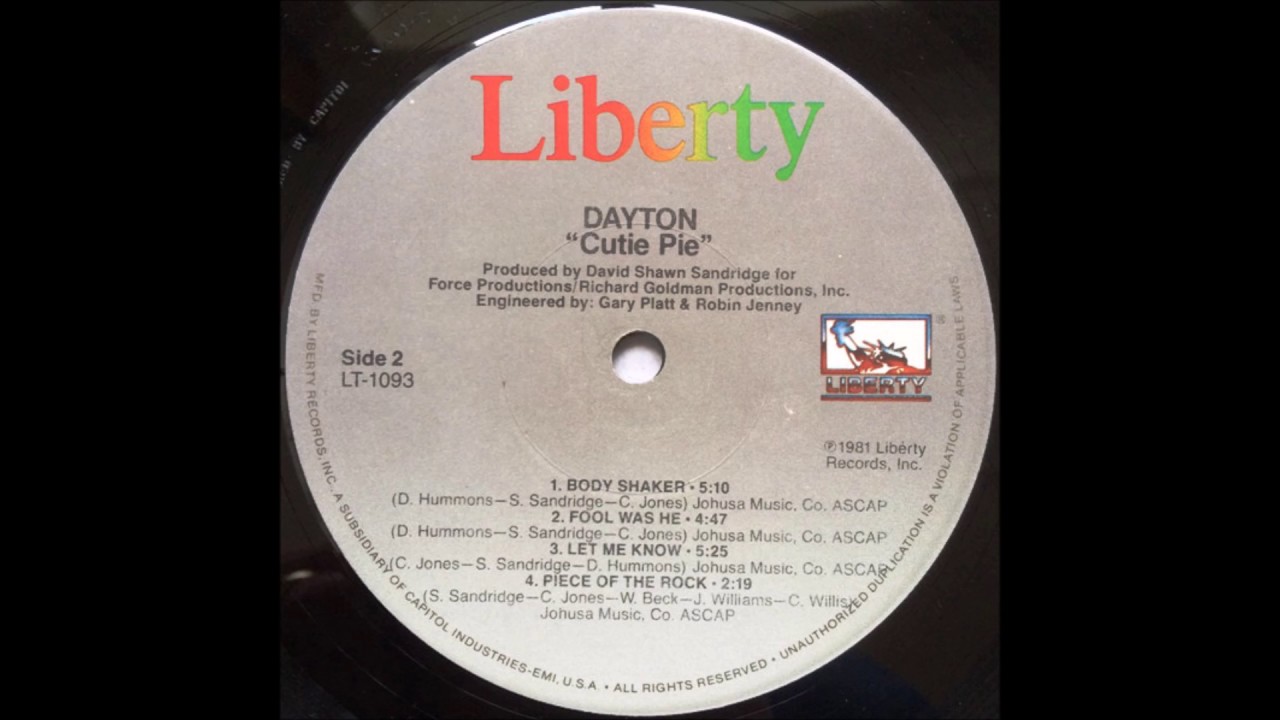 Liberty
DAYTON
“Cutie Pie”
Produced by David Shawn Sandridge for
Force Productions/Richard Goldman Productions, Inc.
Engineered by: Gary Platt & Robin Jenney
Side 2
LT-1093
LIBERTY
®
℗1981 Liberty
Records, Inc.
1. BODY SHAKER • 5:10
(D. Hummons—S. Sandridge—C. Jones) Johusa Music, Co. ASCAP
2. FOOL WAS HE • 4:47
(D. Hummons—S. Sandridge—C. Jones) Johusa Music, Co. ASCAP
3. LET ME KNOW • 5:25
(C. Jones—S. Sandridge—D. Hummons) Johusa Music, Co. ASCAP
4. PIECE OF THE ROCK • 2:19
(S. Sandridge—C. Jones—W. Beck—J. Williams—C. Willis)
Johusa Music, Co. ASCAP
MFD. BY LIBERTY RECORDS, INC., A SUBSIDIARY OF CAPITOL INDUSTRIES-EMI, U.S.A. • ALL RIGHTS RESERVED • UNAUTHORIZED DUPLICATION IS A VIOLATION OF APPLICABLE LAWS
BY CAPITOL